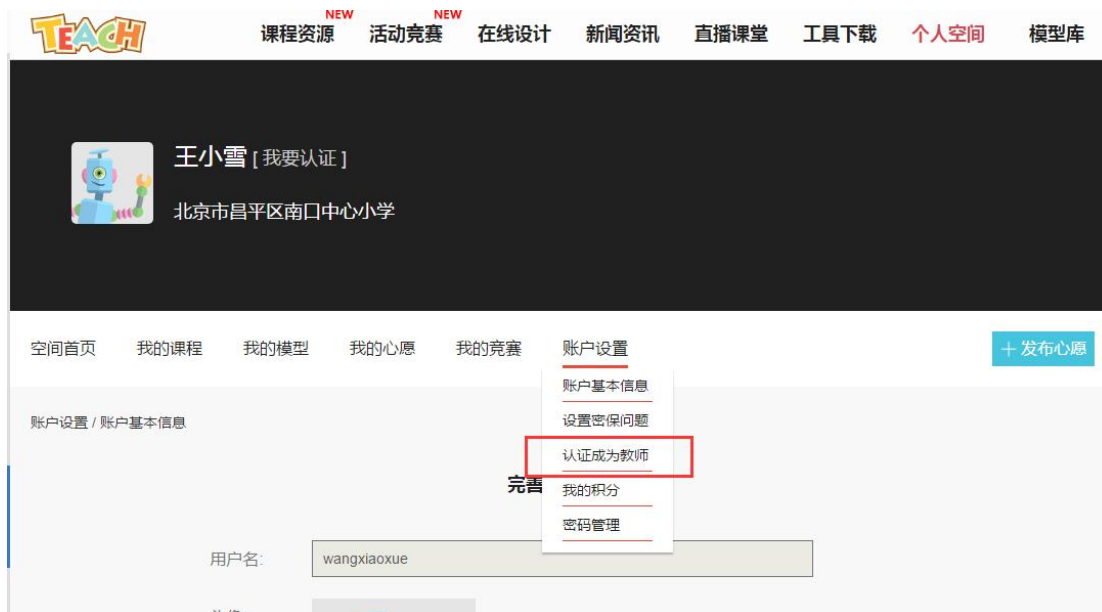 NEW NEW
TEACH 课程资源 活动竞赛 在线设计 新闻资讯 直播课堂 工具下载 个人空间 模型库
王小雪 [ 我要认证 ]
北京市昌平区南口中心小学
空间首页 我的课程 我的模型 我的心愿 我的竞赛 账户设置 + 发布心愿
账户基本信息
账户设置 / 账户基本信息
设置密保问题
认证成为教师
完善
我的积分
密码管理
用户名: wangxiaoxue